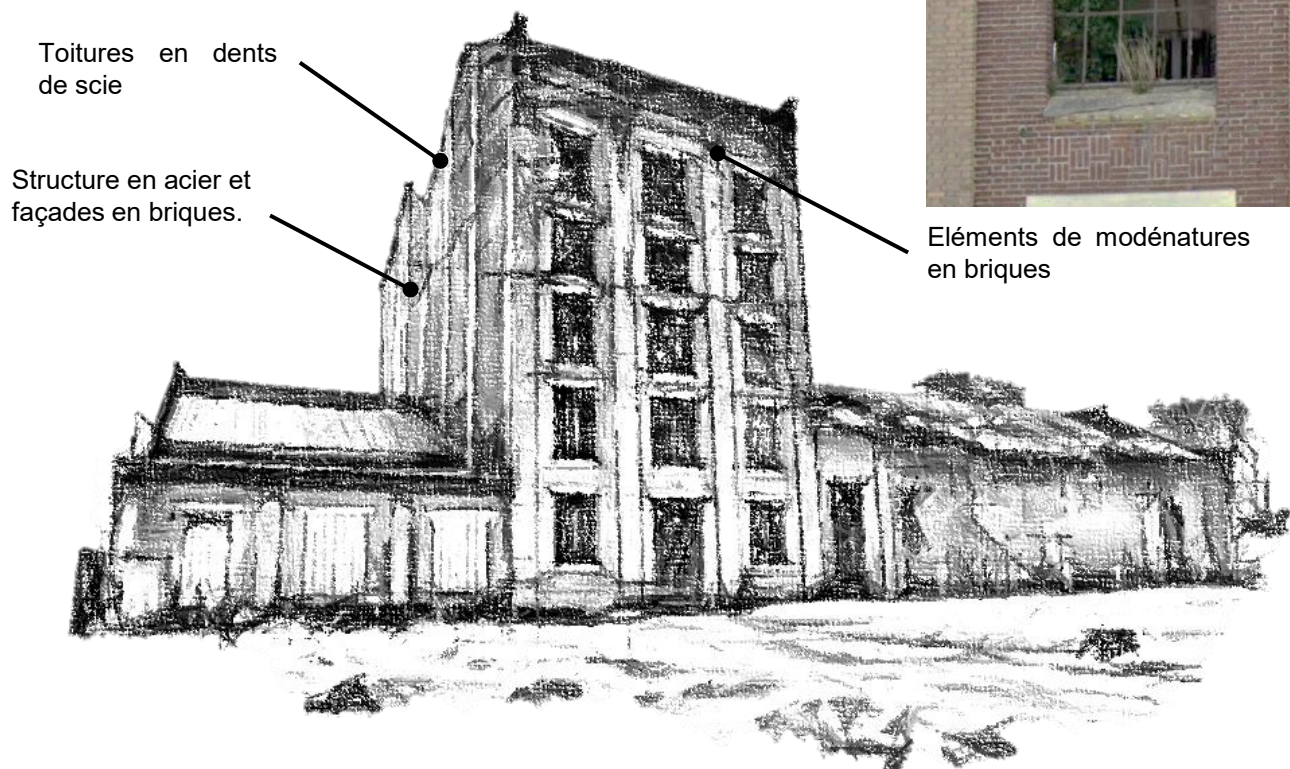 Toitures en dents
de scie
Structure en acier et
façades en briques.
Eléments de modénatures
en briques